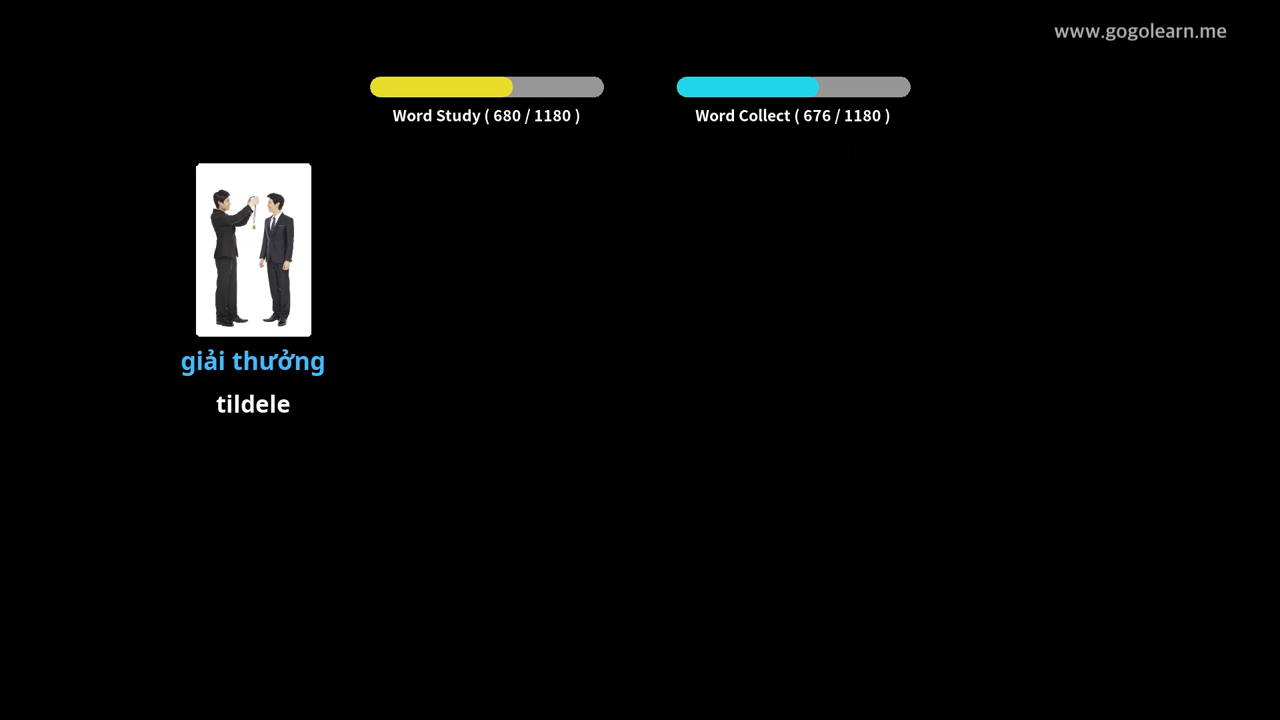 www.gogolearn.me
Word Study ( 680 / 1180 )
Word Collect ( 676 / 1180 )
giải thưởng
tildele